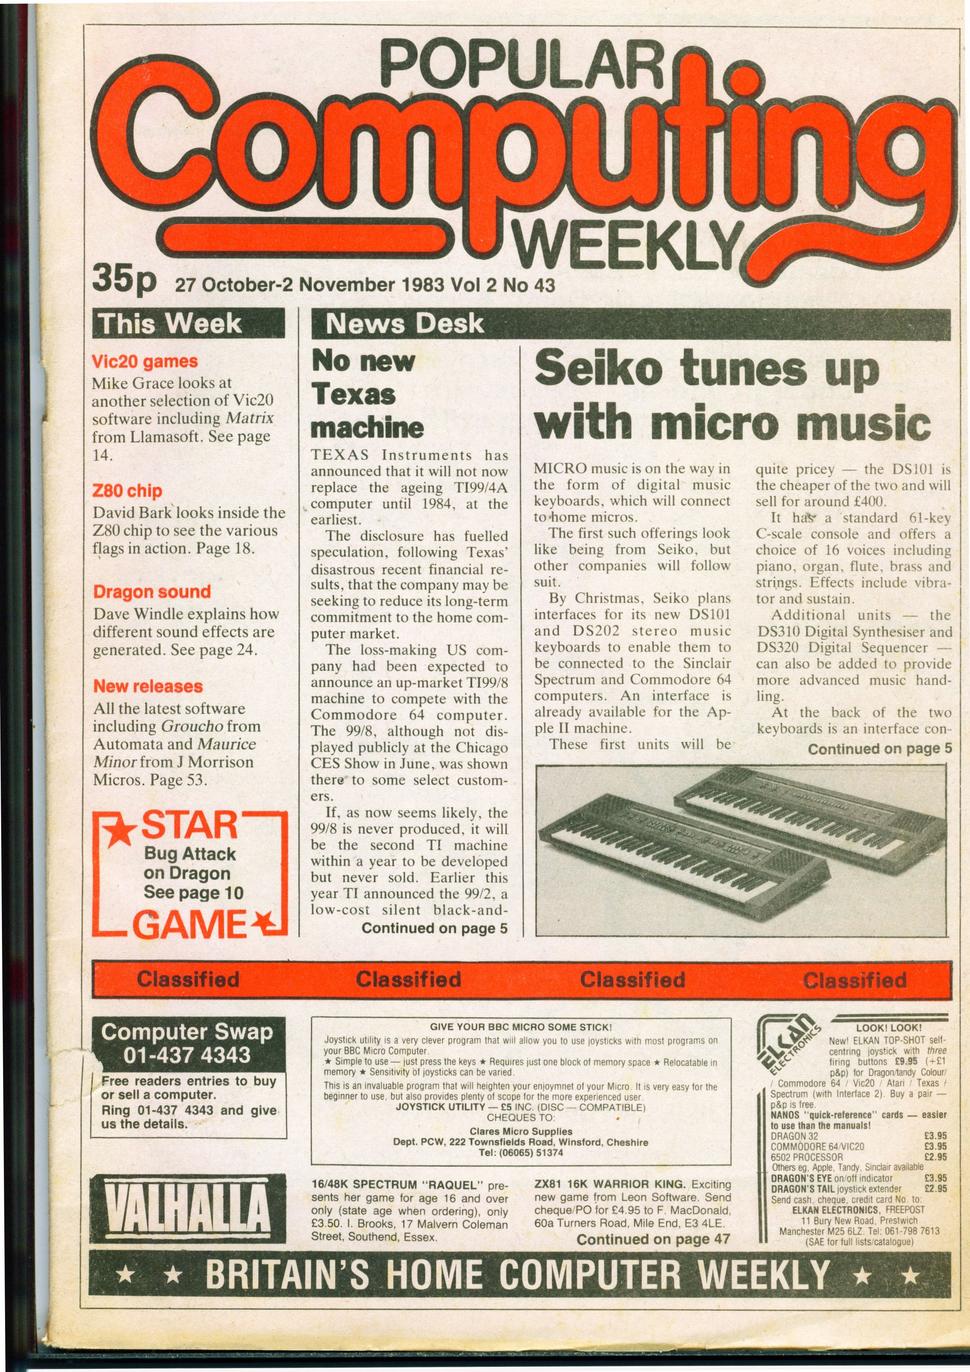 POPULAR
Computing
WEEKLY
35p 27 October-2 November 1983 Vol 2 No 43
This Week
Vic20 games
Mike Grace looks at
another selection of Vic20
software including Matrix
from Llamasoft. See page
14.
Z80 chip
David Bark looks inside the
Z80 chip to see the various
flags in action. Page 18.
Dragon sound
Dave Windle explains how
different sound effects are
generated. See page 24.
New releases
All the latest software
including Groucho from
Automata and Maurice
Minor from J Morrison
Micros. Page 53.
STAR
Bug Attack
on Dragon
See page 10
GAME
News Desk
No new
Texas
machine
TEXAS Instruments has
announced that it will not now
replace the ageing TI99/4A
computer until 1984, at the
earliest.
The disclosure has fuelled
speculation, following Texas'
disastrous recent financial re-
sults, that the company may be
seeking to reduce its long-term
commitment to the home com-
puter market.
The loss-making US com-
pany had been expected to
announce an up-market TI99/8
machine to compete with the
Commodore 64 computer.
The 99/8, although not dis-
played publicly at the Chicago
CES Show in June, was shown
there to some select custom-
ers.
If, as now seems likely, the
99/8 is never produced, it will
be the second TI machine
within a year to be developed
but never sold. Earlier this
year TI announced the 99/2, a
low-cost silent black-and-
Continued on page 5
Seiko tunes up
with micro music
MICRO music is on the way in
the form of digital music
keyboards, which will connect
to home micros.
The first such offerings look
like being from Seiko, but
other companies will follow
suit.
By Christmas, Seiko plans
interfaces for its new DS101
and DS202 stereo music
keyboards to enable them to
be connected to the Sinclair
Spectrum and Commodore 64
computers. An interface is
already available for the Ap-
ple II machine.
These first units will be
quite pricey — the DS101 is
the cheaper of the two and will
sell for around £400.
It has a standard 61-key
C-scale console and offers a
choice of 16 voices including
piano, organ, flute, brass and
strings. Effects include vibra-
tor and sustain.
Additional units — the
DS310 Digital Synthesiser and
DS320 Digital Sequencer —
can also be added to provide
more advanced music hand-
ling.
At the back of the two
keyboards is an interface con-
Continued on page 5
Classified Classified Classified Classified
Computer Swap
01-437 4343
Free readers entries to buy
or sell a computer.
Ring 01-437 4343 and give
us the details.
VALHALLA
GIVE YOUR BBC MICRO SOME STICK!
Joystick utility is a very clever program that will allow you to use joysticks with most programs on
your BBC Micro Computer.
★ Simple to use — just press the keys ★ Requires just one block of memory space ★ Relocatable in
memory ★ Sensitivity of joysticks can be varied.
This is an invaluable program that will heighten your enjoymnet of your Micro. It is very easy for the
beginner to use, but also provides plenty of scope for the more experienced user.
JOYSTICK UTILITY — £5 INC. (DISC — COMPATIBLE)
CHEQUES TO:
Clares Micro Supplies
Dept. PCW, 222 Townsfields Road, Winsford, Cheshire
Tel: (06065) 51374
16/48K SPECTRUM "RAQUEL" pre-
sents her game for age 16 and over
only (state age when ordering), only
£3.50. I. Brooks, 17 Malvern Coleman
Street, Southend, Essex.
ZX81 16K WARRIOR KING. Exciting
new game from Leon Software. Send
cheque/PO for £4.95 to F. MacDonald,
60a Turners Road, Mile End, E3 4LE.
Continued on page 47
ELKAN
ELECTRONICS
LOOK! LOOK!
New! ELKAN TOP-SHOT self-
centring joystick with three
firing buttons £9.95 (+£1
p&p) for Dragon/tandy Colour/
/ Commodore 64 / Vic20 / Atari / Texas /
Spectrum (with Interface 2). Buy a pair —
p&p is free.
NANOS "quick-reference" cards — easier
to use than the manuals!
DRAGON 32 £3.95
COMMODORE 64/VIC20 £3.95
6502 PROCESSOR £2.95
Others eg, Apple, Tandy, Sinclair available
DRAGON'S EYE on/off indicator £3.95
DRAGON'S TAIL joystick extender £2.95
Send cash, cheque, credit card No. to:
ELKAN ELECTRONICS, FREEPOST
11 Bury New Road, Prestwich
Manchester M25 6LZ. Tel: 061-798 7613
(SAE for full lists/catalogue)
★ ★ BRITAIN'S HOME COMPUTER WEEKLY ★ ★